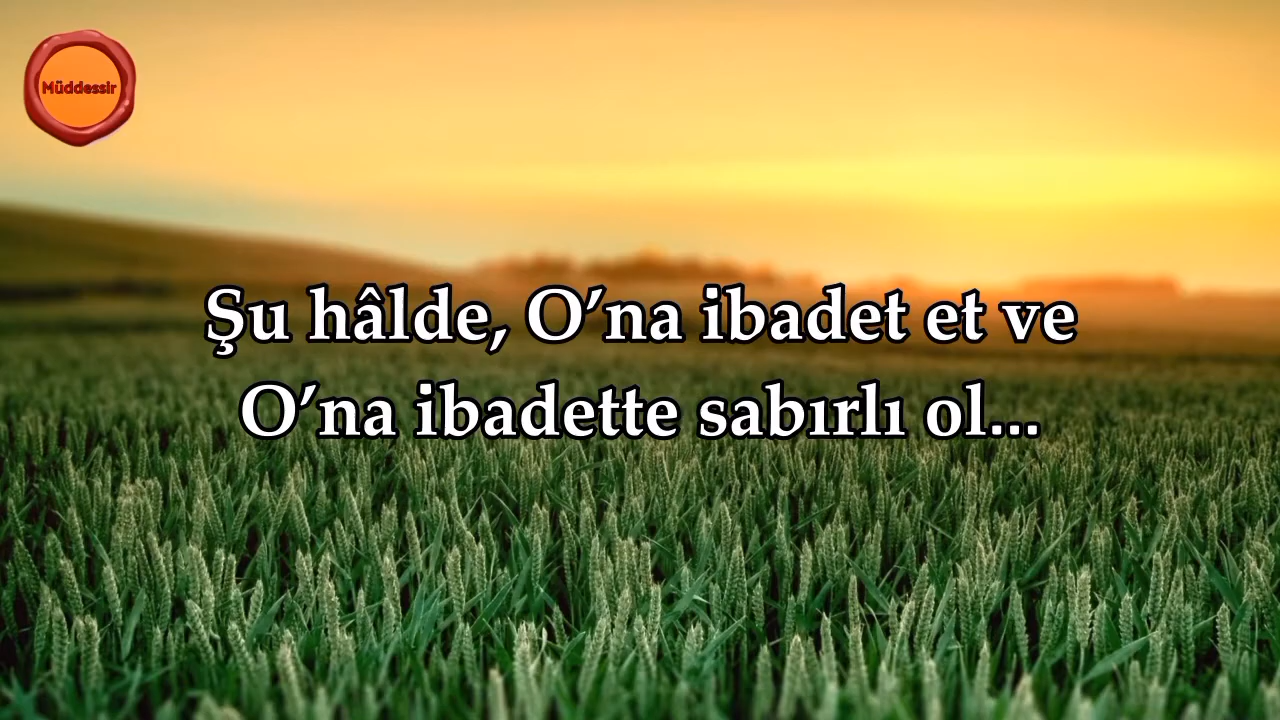 Müddessir
Şu hâlde, O’na ibadet et ve
O’na ibadette sabırlı ol...